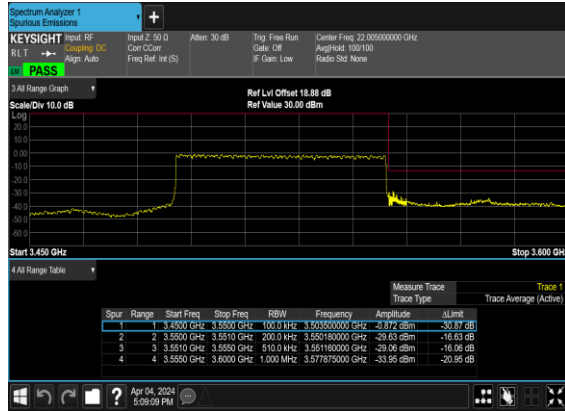 Spectrum Analyzer 1
Spurious Emissions
+
KEYSIGHT Input: RF Input Z: 50 Ω Atten: 30 dB Trig: Free Run Center Freq: 22.005000000 GHz
RLT Coupling: DC Corr CCorr Gate: Off Avg|Hold: 100/100
Align: Auto Freq Ref: Int (S) IF Gain: Low Radio Std: None
PASS
3 All Range Graph
Ref Lvl Offset 18.88 dB
Scale/Div 10.0 dB Ref Value 30.00 dBm
Log
20.0
10.0
0.00
-10.0
-20.0
-30.0
-40.0
-50.0
-60.0
Start 3.450 GHz Stop 3.600 GHz
4 All Range Table
Measure Trace Trace 1
Trace Type Trace Average (Active)
Spur Range Start Freq Stop Freq RBW Frequency Amplitude ΔLimit
1 1 3.4500 GHz 3.5500 GHz 100.0 kHz 3.503500000 GHz -0.872 dBm -30.87 dB
2 2 3.5500 GHz 3.5510 GHz 200.0 kHz 3.550180000 GHz -29.63 dBm -16.63 dB
3 3 3.5510 GHz 3.5550 GHz 510.0 kHz 3.551160000 GHz -29.06 dBm -16.06 dB
4 4 3.5550 GHz 3.6000 GHz 1.000 MHz 3.577875000 GHz -33.95 dBm -20.95 dB
? Apr 04, 2024
5:09:09 PM